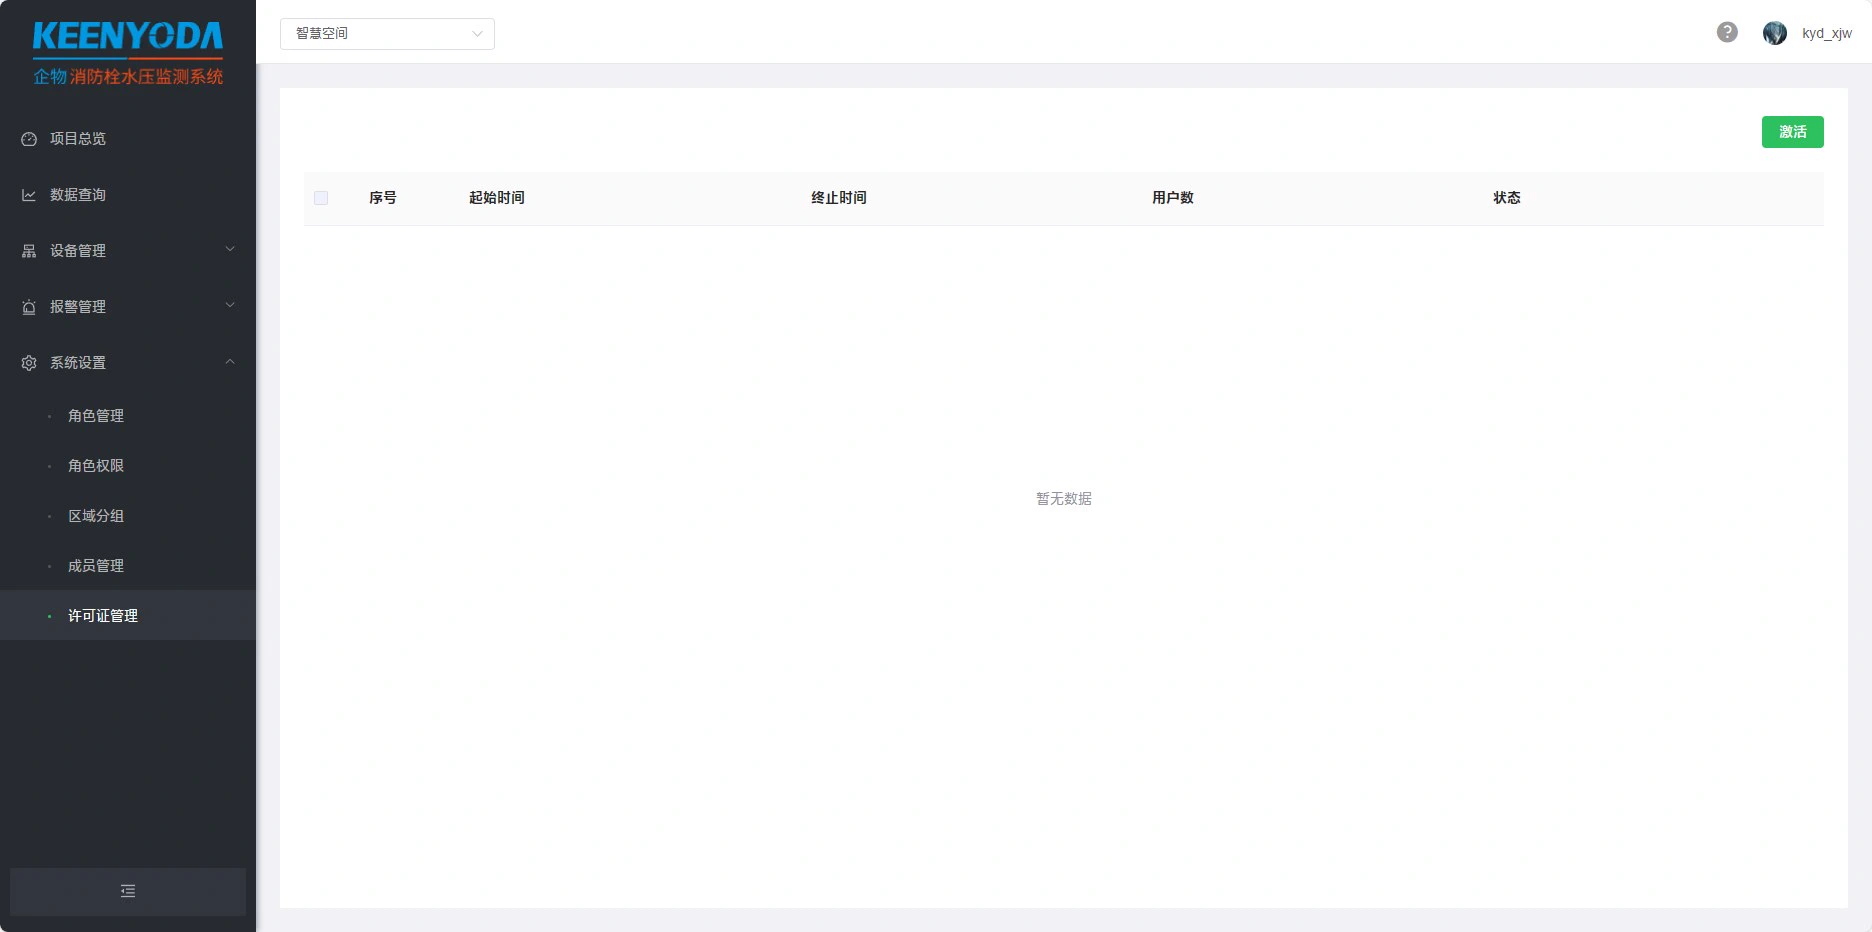 KEENYODA
企物 消防栓水压监测系统
智慧空间
?
kyd_xjw
项目总览
数据查询
设备管理
报警管理
系统设置
角色管理
角色权限
区域分组
成员管理
许可证管理
激活
序号 起始时间 终止时间 用户数 状态
暂无数据